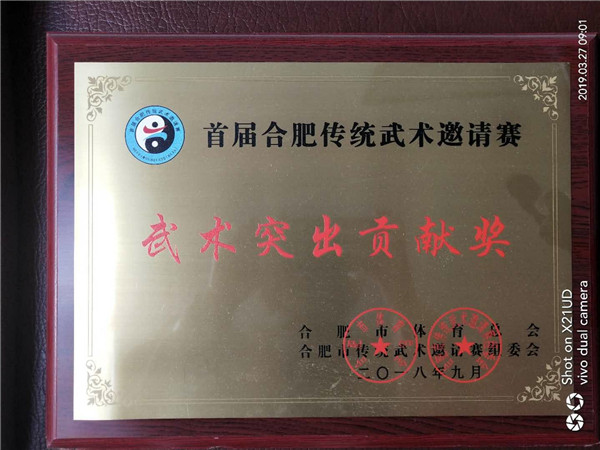 首届合肥传统武术邀请赛
武术突出贡献奖
合肥市体育总会
合肥市传统武术邀请赛组委会
二〇一八年九月
2019.03.27 09:01
Shot on X21UD
vivo dual camera